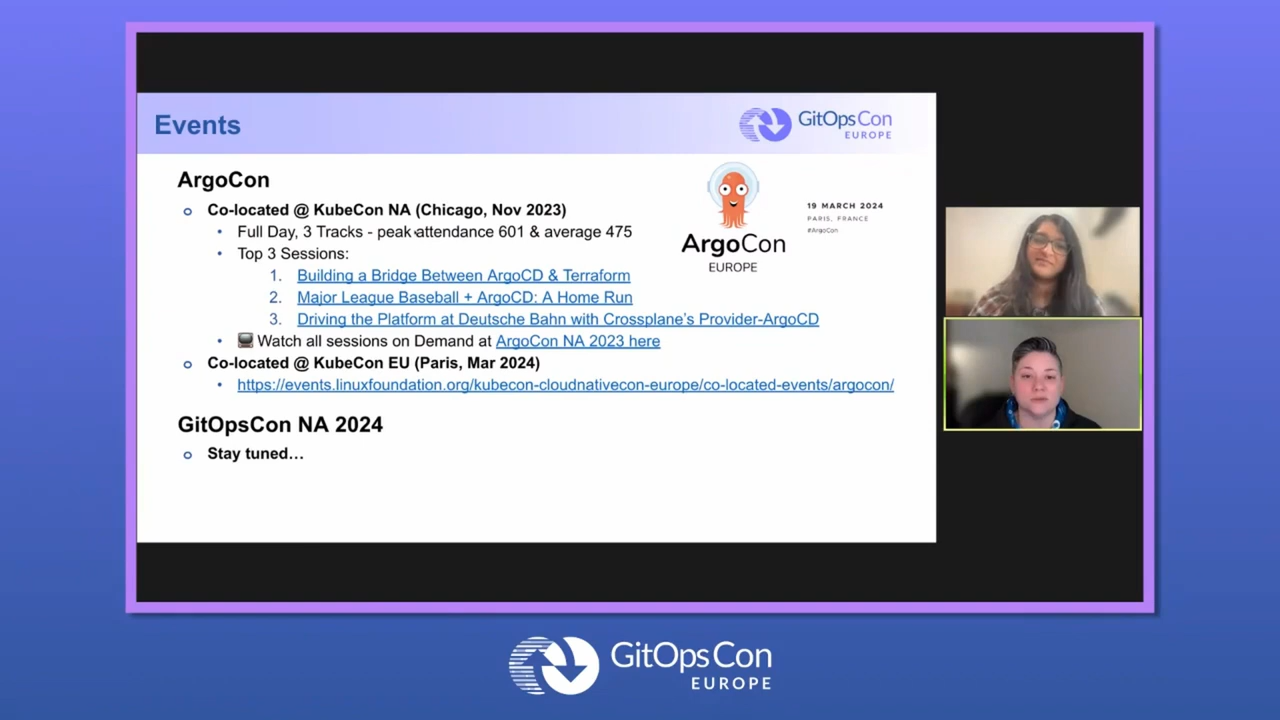 Events
GitOpsCon
EUROPE
ArgoCon
Co-located @ KubeCon NA (Chicago, Nov 2023)
Full Day, 3 Tracks - peak attendance 601 & average 475
Top 3 Sessions:
1. Building a Bridge Between ArgoCD & Terraform
2. Major League Baseball + ArgoCD: A Home Run
3. Driving the Platform at Deutsche Bahn with Crossplane's Provider-ArgoCD
Watch all sessions on Demand at ArgoCon NA 2023 here
Co-located @ KubeCon EU (Paris, Mar 2024)
https://events.linuxfoundation.org/kubecon-cloudnativecon-europe/co-located-events/argocon/
GitOpsCon NA 2024
Stay tuned…
ArgoCon
EUROPE
19 MARCH 2024
PARIS, FRANCE
#ArgoCon
GitOpsCon
EUROPE